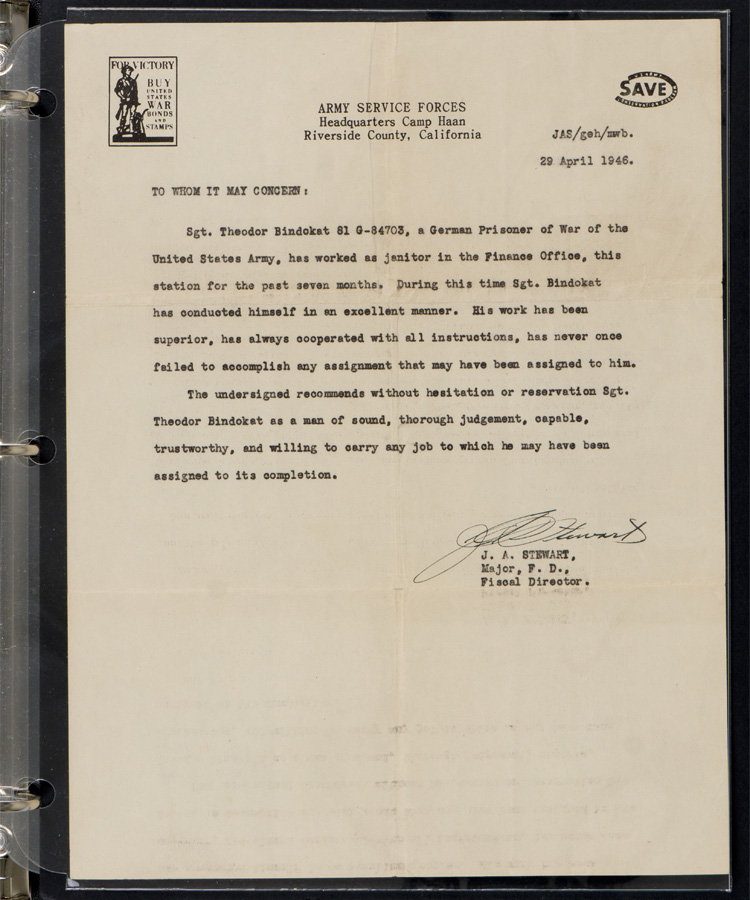 FOR VICTORY
BUY
UNITED
STATES
WAR
BONDS
AND
STAMPS
SAVE
ARMY SERVICE FORCES
Headquarters Camp Haan
Riverside County, California
JAS/geh/mwb.
29 April 1946.
TO WHOM IT MAY CONCERN:
Sgt. Theodor Bindokat 81 G-84703, a German Prisoner of War of the
United States Army, has worked as janitor in the Finance Office, this
station for the past seven months. During this time Sgt. Bindokat
has conducted himself in an excellent manner. His work has been
superior, has always cooperated with all instructions, has never once
failed to accomplish any assignment that may have been assigned to him.
The undersigned recommends without hesitation or reservation Sgt.
Theodor Bindokat as a man of sound, thorough judgement, capable,
trustworthy, and willing to carry any job to which he may have been
assigned to its completion.
J A Stewart
J. A. STEWART,
Major, F. D.,
Fiscal Director.